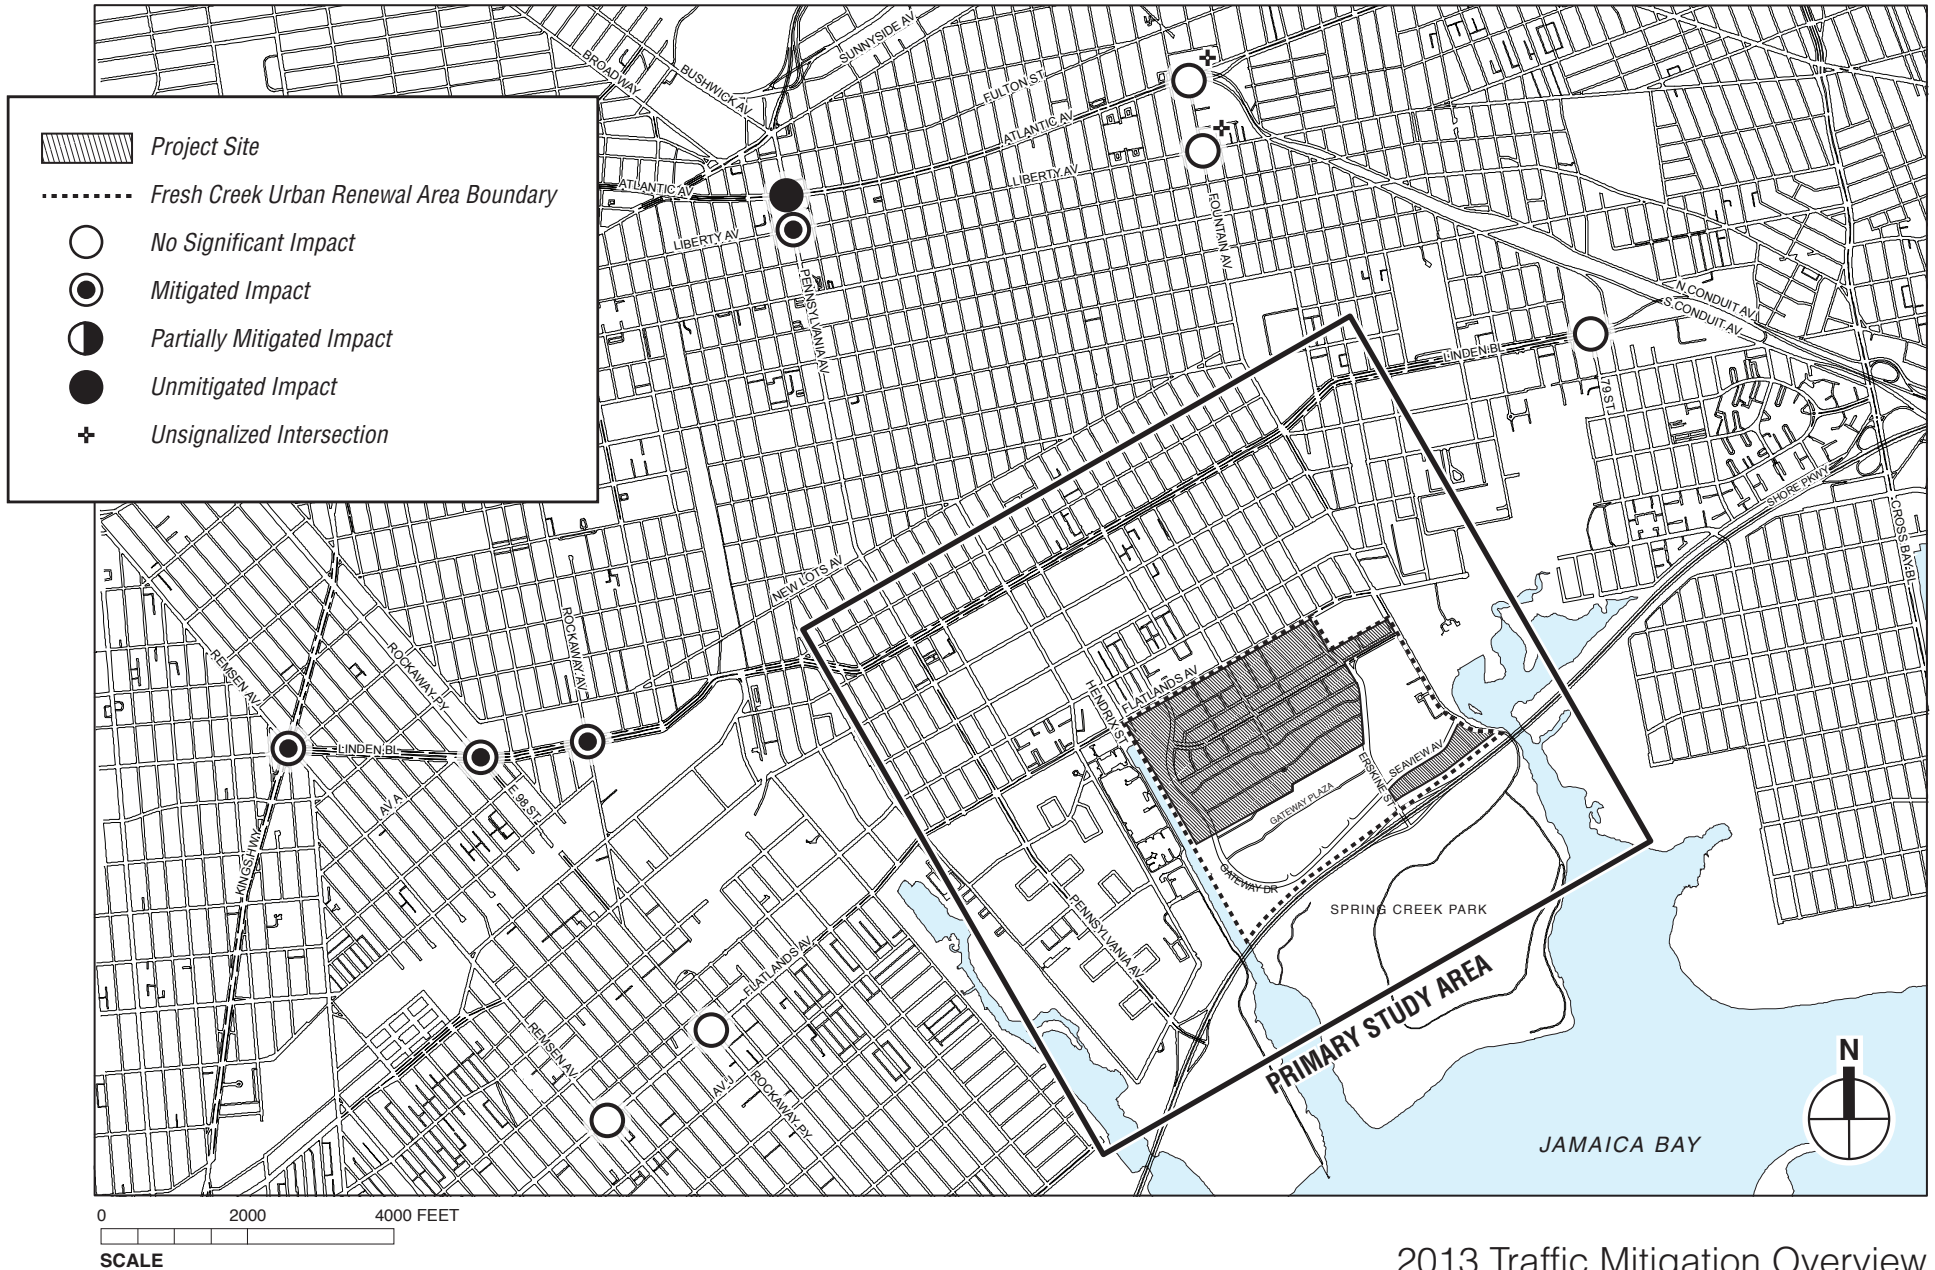 SUNNYSIDE AV
BROADWAY
BUSHWICK AV
FULTON ST
ATLANTIC AV
LIBERTY AV
ATLANTIC AV
LIBERTY AV
FOUNTAIN AV
PENNSYLVANIA AV
N CONDUIT AV
S.CONDUIT AV
LINDEN BL
79 ST.
SHORE PKWY
CROSS BAY BL
Project Site
Fresh Creek Urban Renewal Area Boundary
No Significant Impact
Mitigated Impact
Partially Mitigated Impact
Unmitigated Impact
Unsignalized Intersection
NEW LOTS AV
ROCKAWAY AV
ROCKAWAY PY
REMSEN AV
LINDEN BL
AV A
E 98 ST.
KINGS HWY
HENDRIX ST
FLATLANDS AV
ERSKINE S
SEAVIEW AV
GATEWAY PLAZA
GATEWAY DR
SPRING CREEK PARK
PENNSYLVANIA AV
FLATLANDS AV
REMSEN AV
AV J
ROCKAWAY PY
PRIMARY STUDY AREA
JAMAICA BAY
N
0 2000 4000 FEET
SCALE
2013 Traffic Mitigation Overview